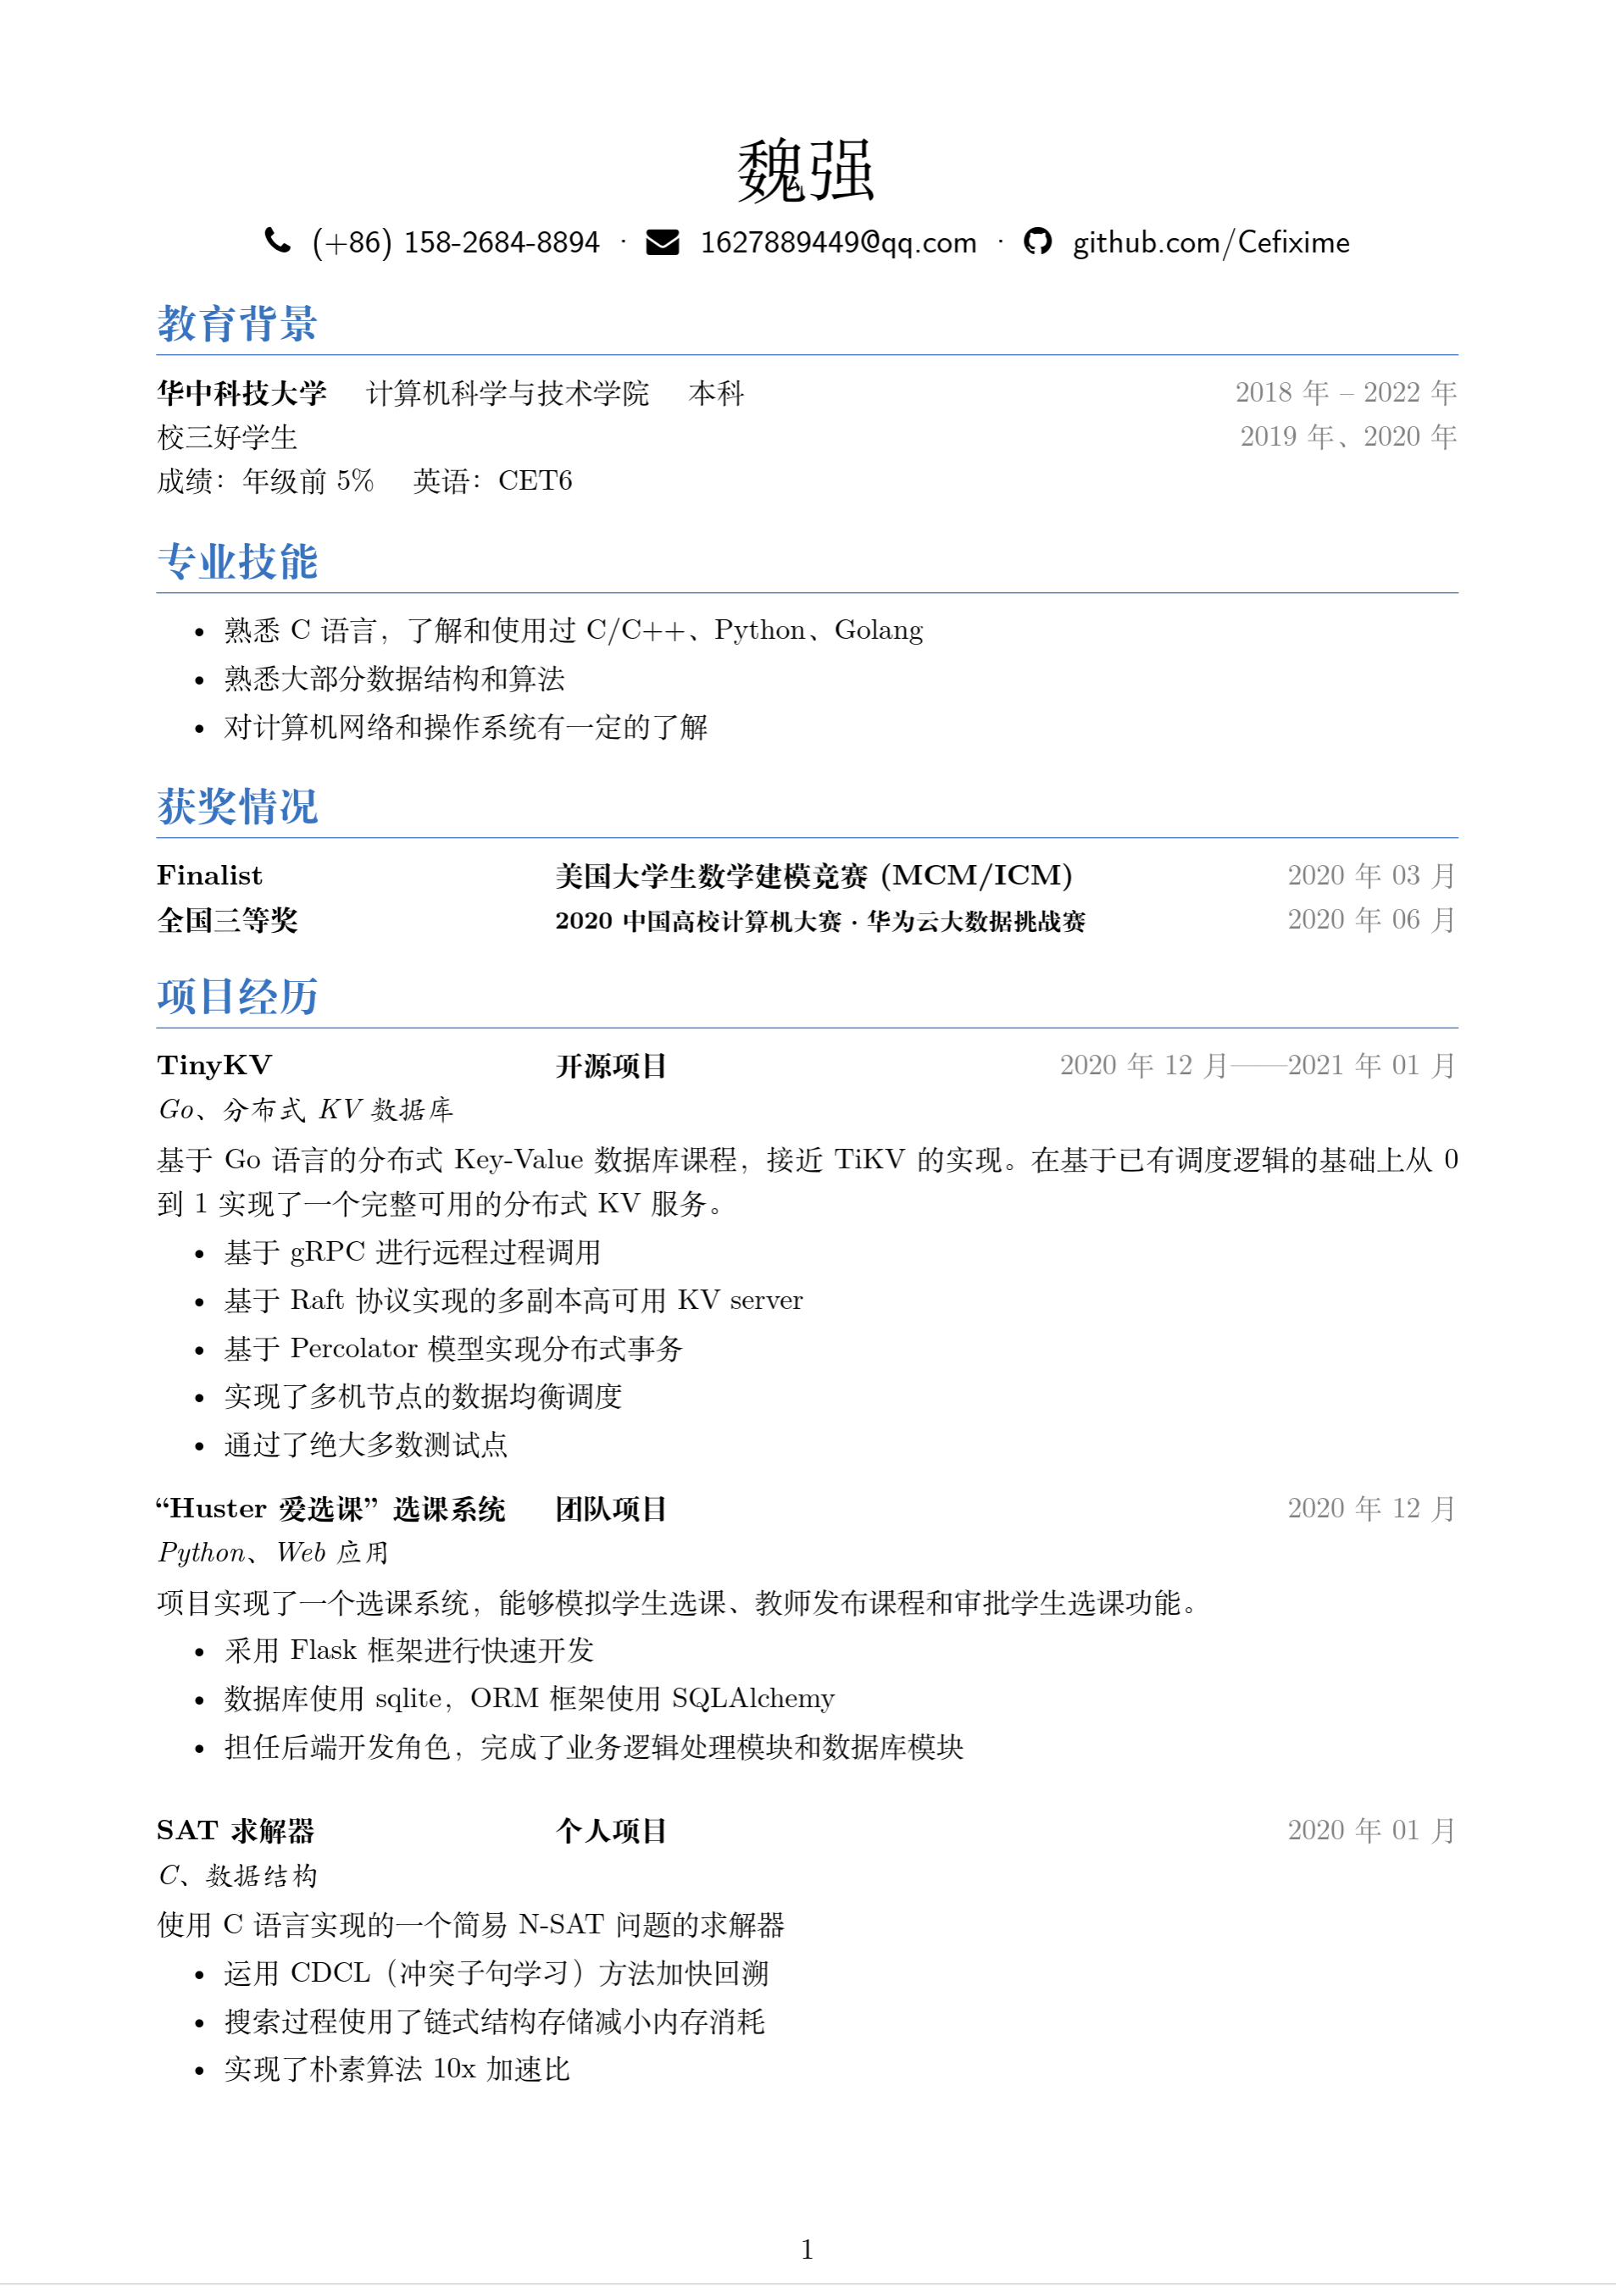 魏强
(+86) 158-2684-8894 · 1627889449@qq.com · github.com/Cefixime
教育背景
华中科技大学 计算机科学与技术学院 本科 2018 年 – 2022 年
校三好学生 2019 年、2020 年
成绩：年级前 5% 英语：CET6
专业技能
• 熟悉 C 语言，了解和使用过 C/C++、Python、Golang
• 熟悉大部分数据结构和算法
• 对计算机网络和操作系统有一定的了解
获奖情况
Finalist 美国大学生数学建模竞赛 (MCM/ICM) 2020 年 03 月
全国三等奖 2020 中国高校计算机大赛 · 华为云大数据挑战赛 2020 年 06 月
项目经历
TinyKV 开源项目 2020 年 12 月——2021 年 01 月
Go、分布式 KV 数据库
基于 Go 语言的分布式 Key-Value 数据库课程，接近 TiKV 的实现。在基于已有调度逻辑的基础上从 0
到 1 实现了一个完整可用的分布式 KV 服务。
• 基于 gRPC 进行远程过程调用
• 基于 Raft 协议实现的多副本高可用 KV server
• 基于 Percolator 模型实现分布式事务
• 实现了多机节点的数据均衡调度
• 通过了绝大多数测试点
“Huster 爱选课” 选课系统 团队项目 2020 年 12 月
Python、Web 应用
项目实现了一个选课系统，能够模拟学生选课、教师发布课程和审批学生选课功能。
• 采用 Flask 框架进行快速开发
• 数据库使用 sqlite，ORM 框架使用 SQLAlchemy
• 担任后端开发角色，完成了业务逻辑处理模块和数据库模块
SAT 求解器 个人项目 2020 年 01 月
C、数据结构
使用 C 语言实现的一个简易 N-SAT 问题的求解器
• 运用 CDCL（冲突子句学习）方法加快回溯
• 搜索过程使用了链式结构存储减小内存消耗
• 实现了朴素算法 10x 加速比
1